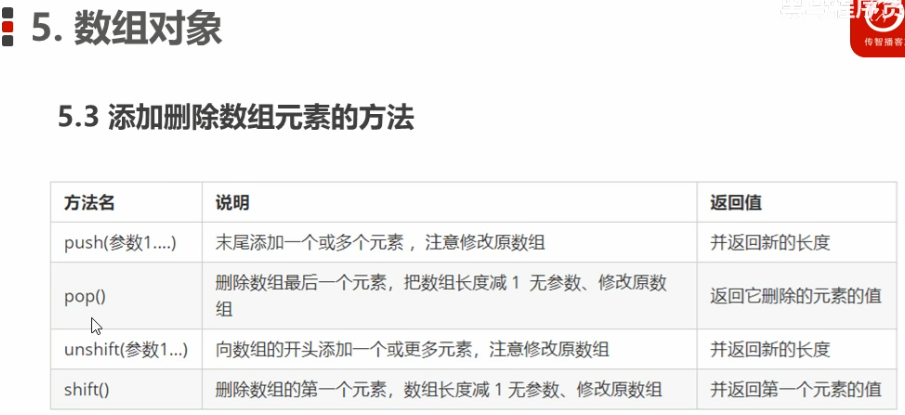 5. 数组对象
传智播客
5.3 添加删除数组元素的方法
方法名 说明 返回值
push(参数1....) 末尾添加一个或多个元素，注意修改原数组 并返回新的长度
pop() 删除数组最后一个元素，把数组长度减 1 无参数、修改原数 返回它删除的元素的值
组
unshift(参数1...) 向数组的开头添加一个或更多元素，注意修改原数组 并返回新的长度
shift() 删除数组的第一个元素，数组长度减 1 无参数、修改原数组 并返回第一个元素的值